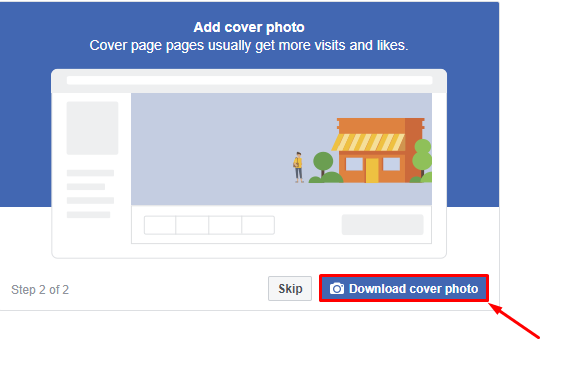 Add cover photo
Cover page pages usually get more visits and likes.
Step 2 of 2
Skip
Download cover photo